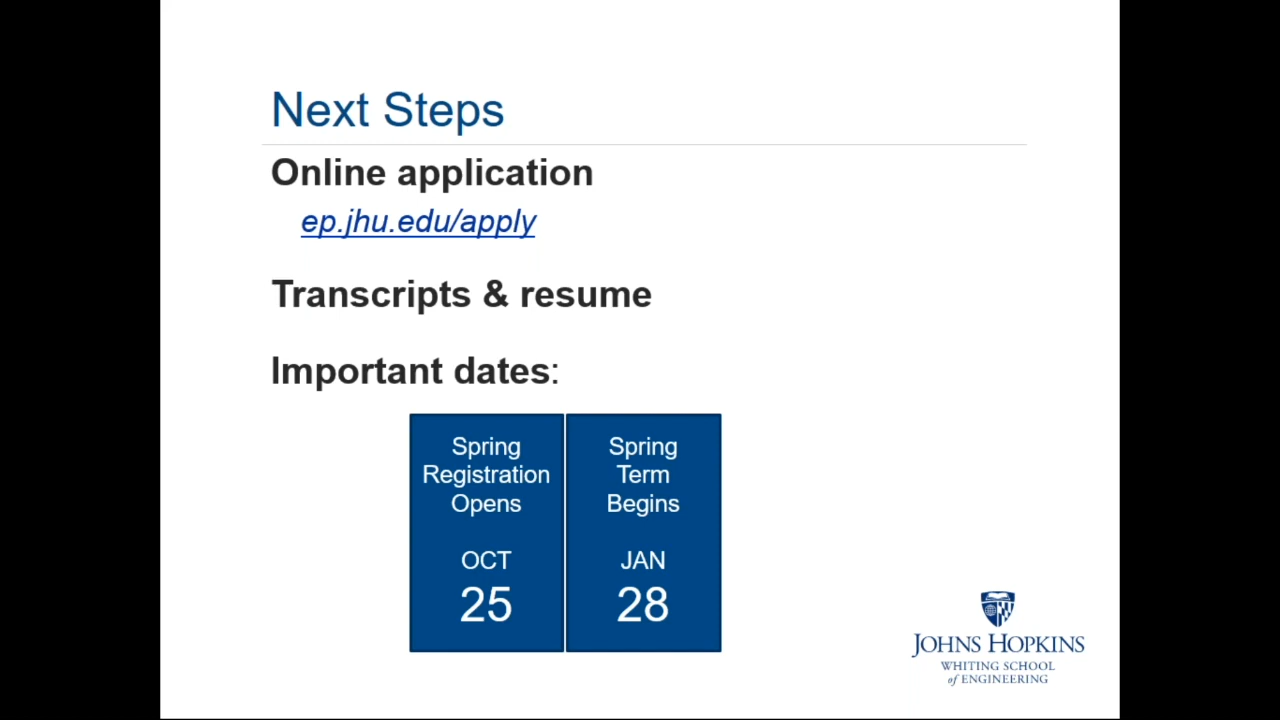 Next Steps
Online application
ep.jhu.edu/apply
Transcripts & resume
Important dates:
Spring
Registration
Opens
OCT
25
Spring
Term
Begins
JAN
28
JOHNS HOPKINS
WHITING SCHOOL
of ENGINEERING